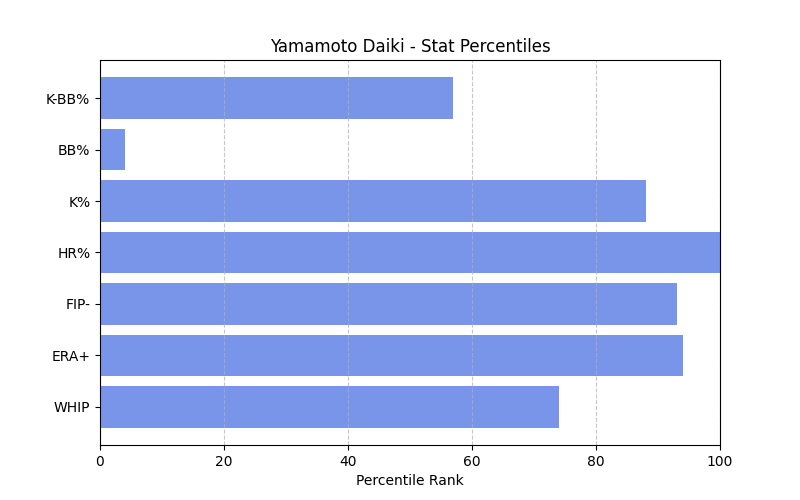 Yamamoto Daiki - Stat Percentiles
K-BB%
BB%
K%
HR%
FIP-
ERA+
WHIP
0 20 40 60 80 100
Percentile Rank